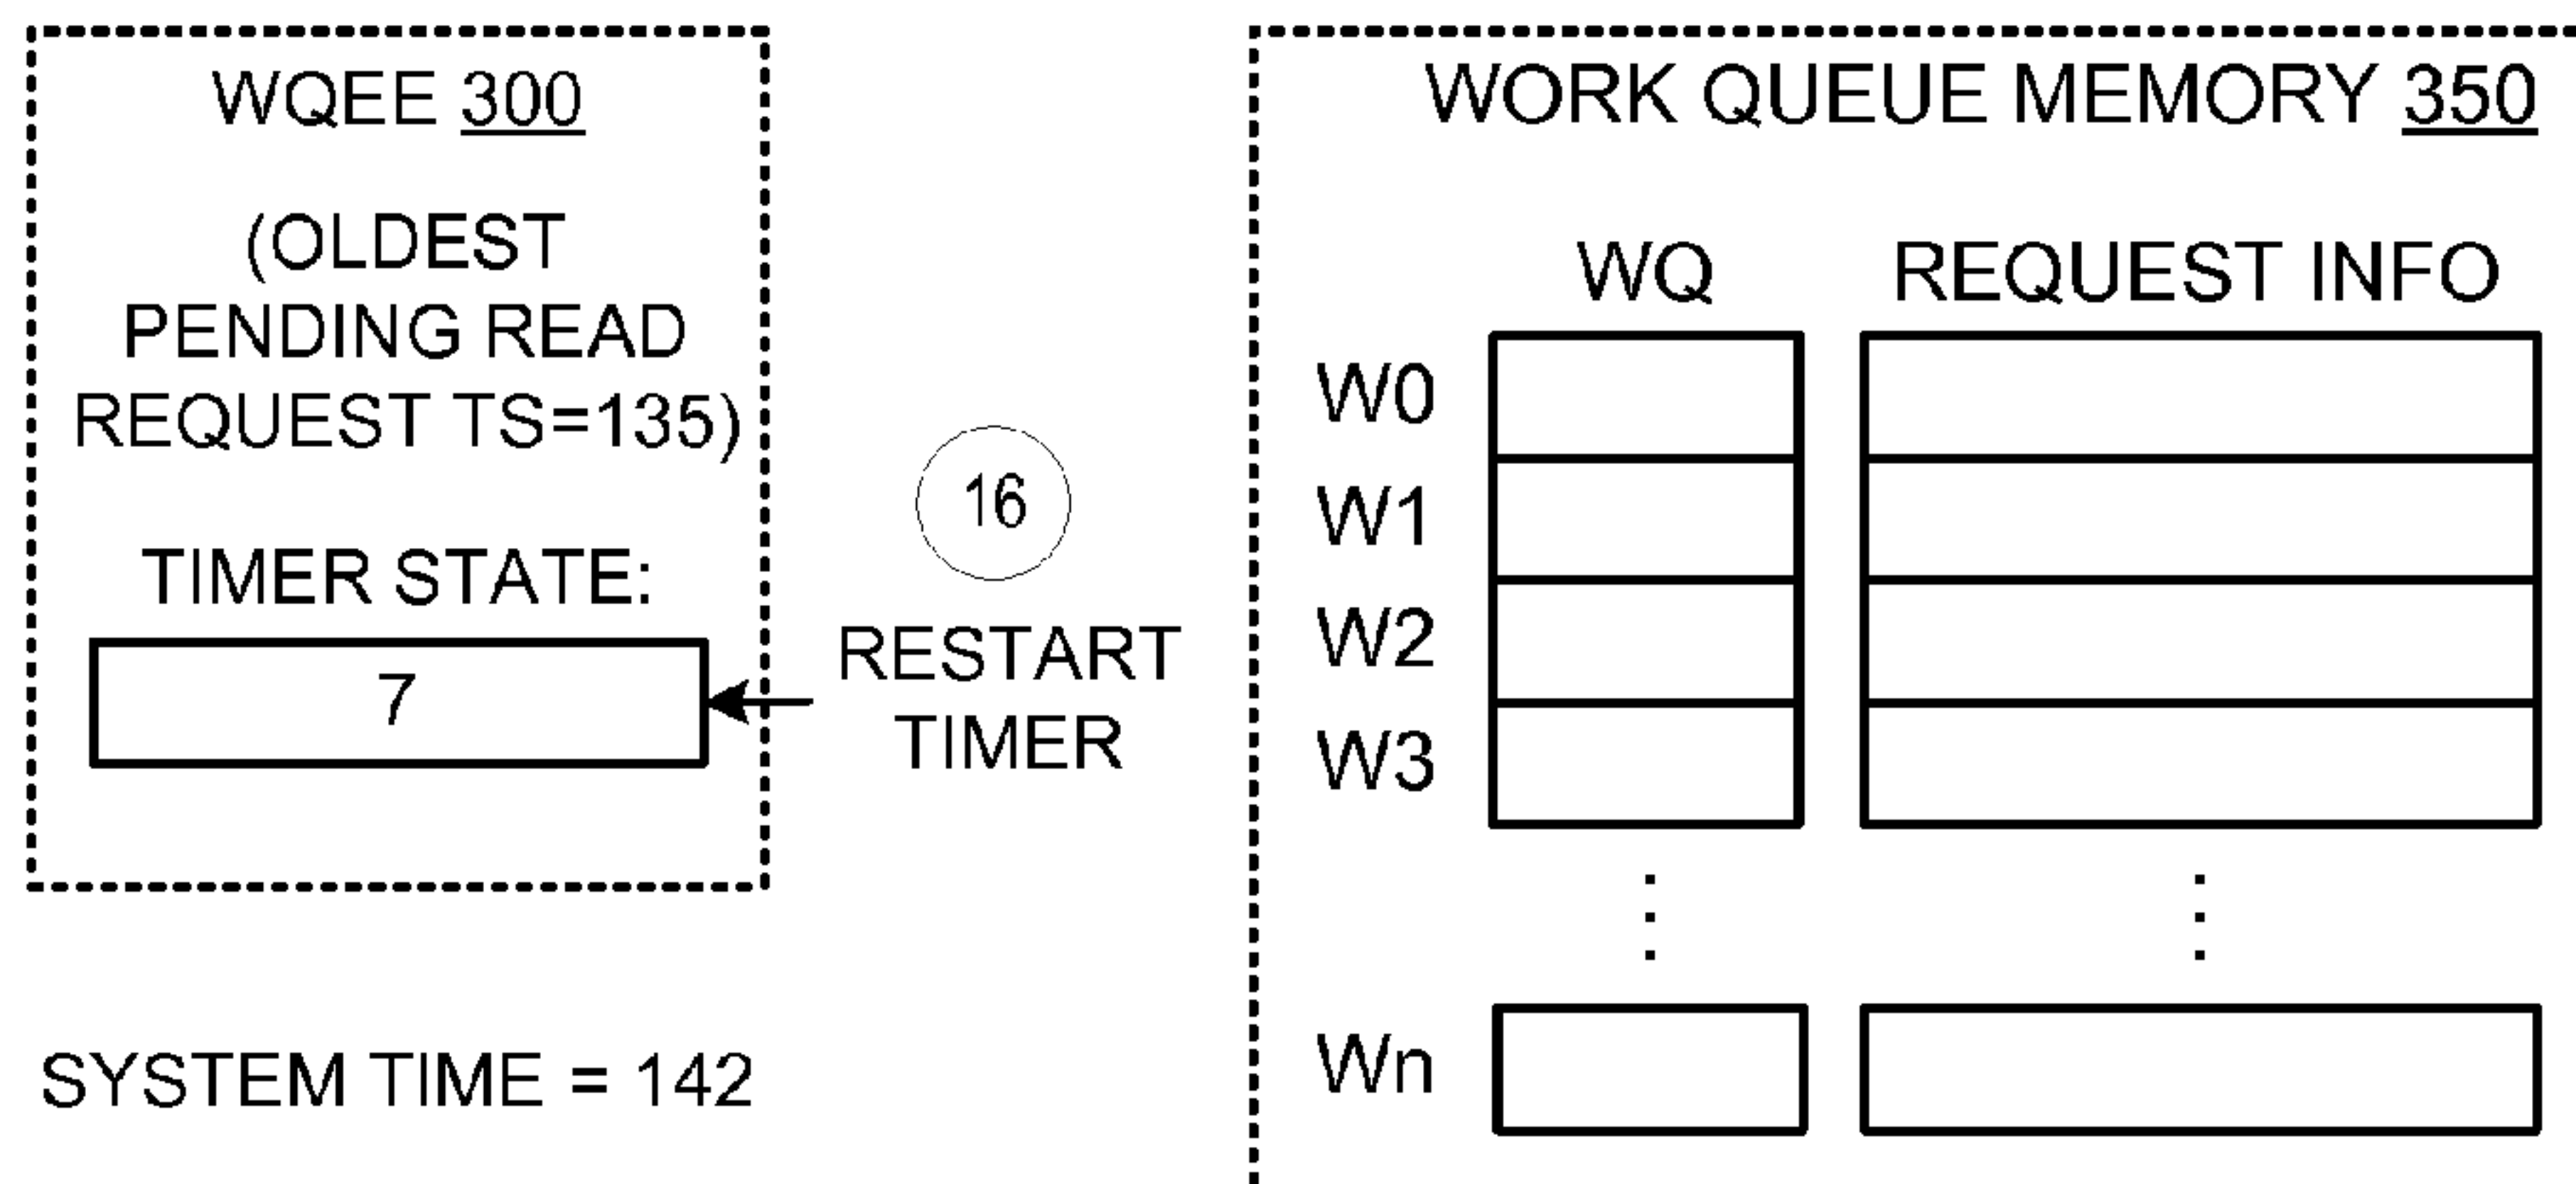 WQEE 300
(OLDEST
PENDING READ
REQUEST TS=135)
TIMER STATE:
7
SYSTEM TIME = 142
16
RESTART
TIMER
WORK QUEUE MEMORY 350
WQ REQUEST INFO
W0
W1
W2
W3
Wn